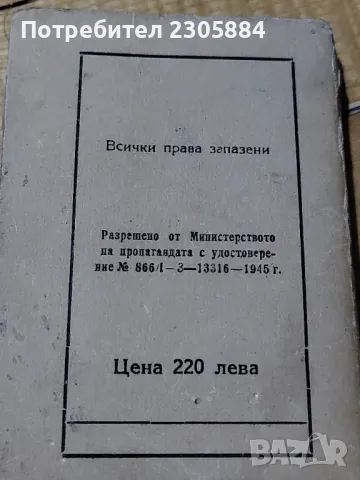 Потребител 2305884
Всички права запазени
Разрешено от Министерството
на пропагандата с удостовере-
ние № 866/I—3—13316—1945 г.
Цена 220 лева
BAZAR